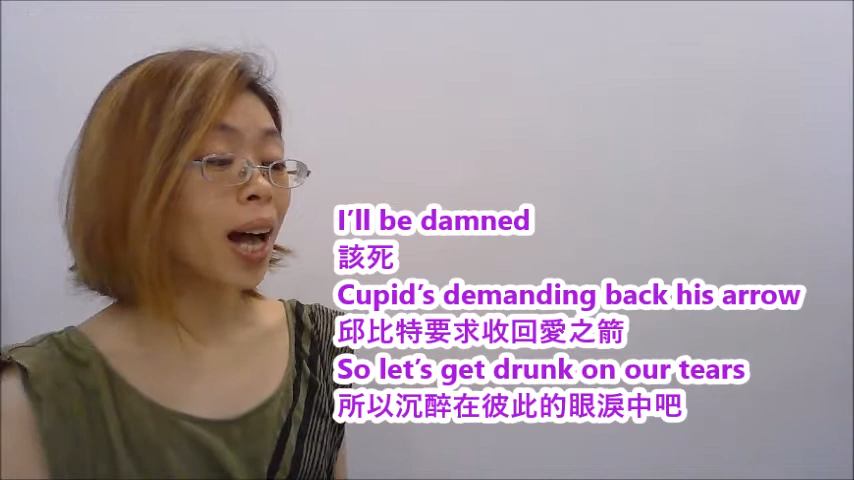 I'll be damned
該死
Cupid's demanding back his arrow
邱比特要求收回愛之箭
So let's get drunk on our tears
所以沉醉在彼此的眼淚中吧